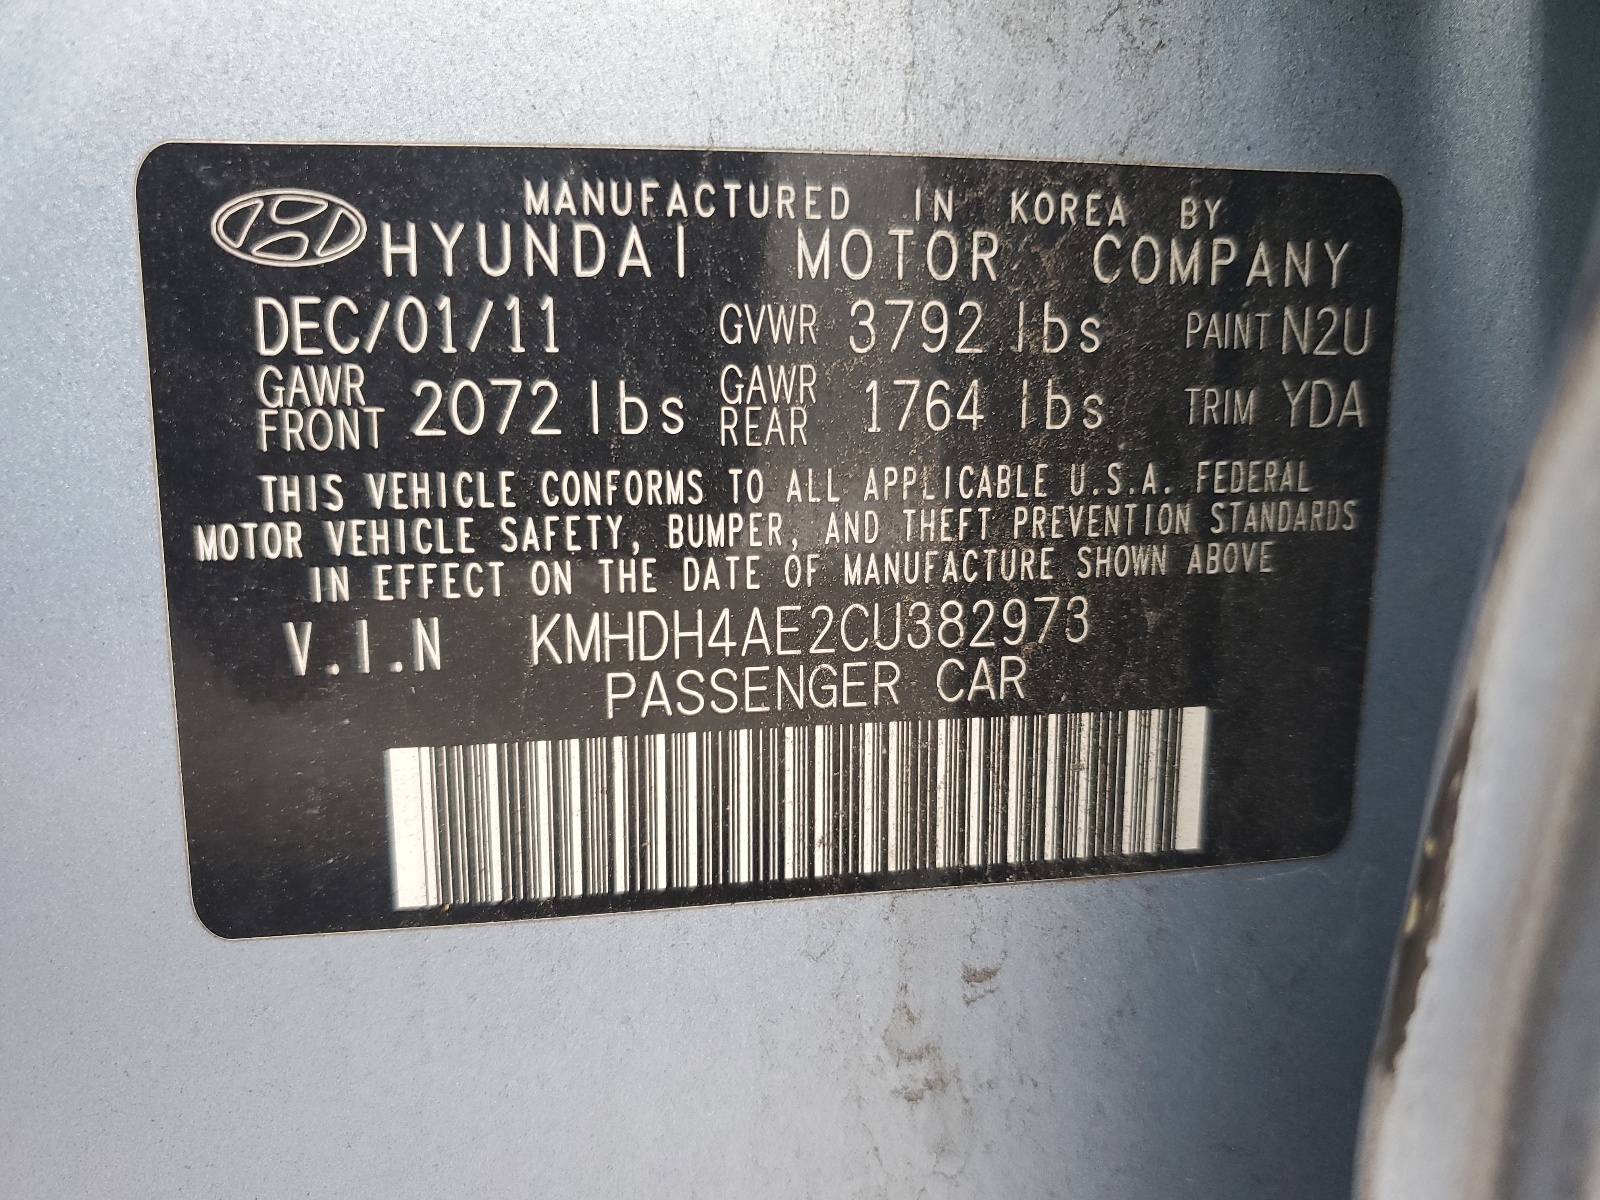 MANUFACTURED IN KOREA BY
HYUNDAI MOTOR COMPANY
DEC/01/11 GVWR 3792 lbs PAINT N2U
GAWR FRONT 2072 lbs GAWR REAR 1764 lbs TRIM YDA
THIS VEHICLE CONFORMS TO ALL APPLICABLE U.S.A. FEDERAL
MOTOR VEHICLE SAFETY, BUMPER, AND THEFT PREVENTION STANDARDS
IN EFFECT ON THE DATE OF MANUFACTURE SHOWN ABOVE
V.I.N KMHDH4AE2CU382973
PASSENGER CAR